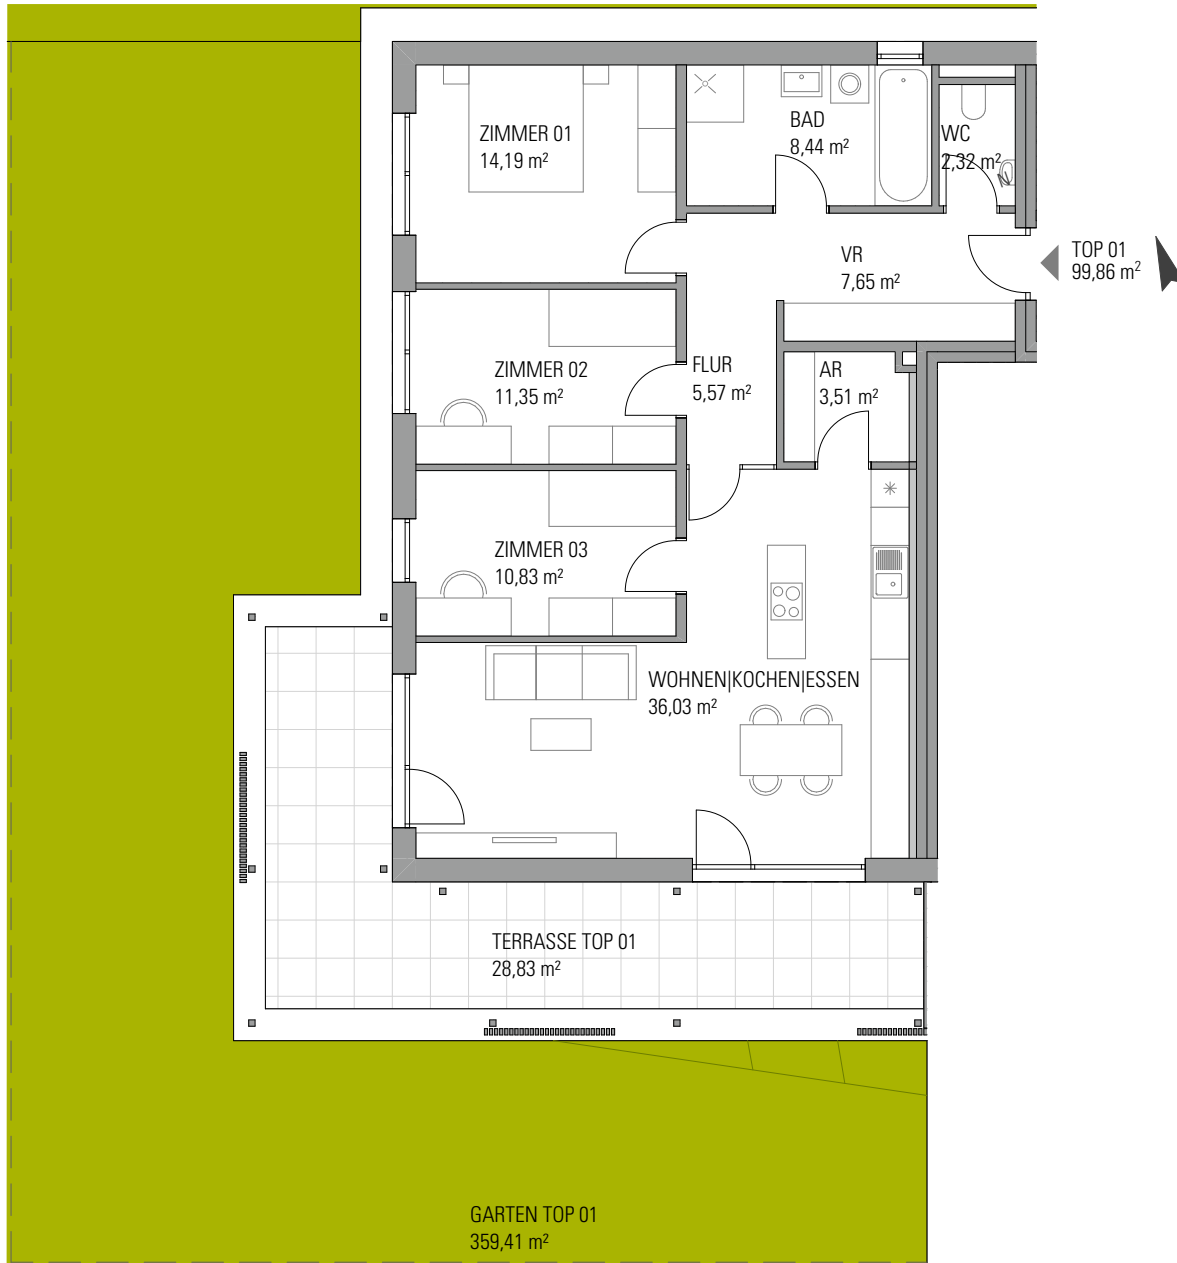 ZIMMER 01
14,19 m²
BAD
8,44 m²
WC
2,32 m²
VR
7,65 m²
TOP 01
99,86 m²
ZIMMER 02
11,35 m²
FLUR
5,57 m²
AR
3,51 m²
ZIMMER 03
10,83 m²
WOHNEN|KOCHEN|ESSEN
36,03 m²
TERRASSE TOP 01
28,83 m²
GARTEN TOP 01
359,41 m²